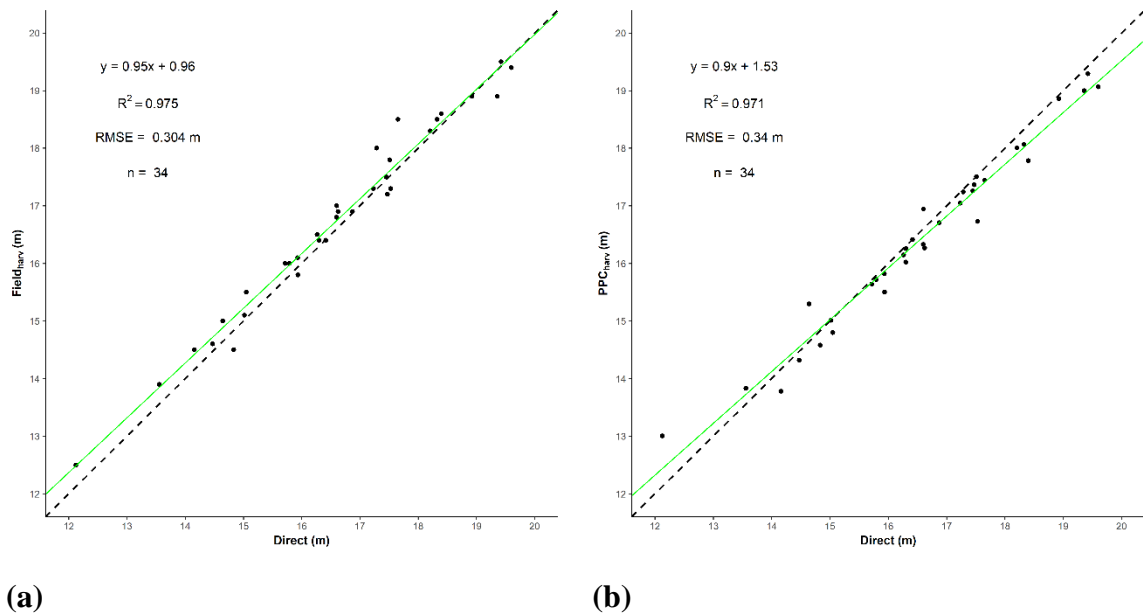 20
19
18
17
16
15
14
13
12
Field_harv (m)
y = 0.95x + 0.96
R² = 0.975
RMSE = 0.304 m
n = 34
12 13 14 15 16 17 18 19 20
Direct (m)
(a)
20
19
18
17
16
15
14
13
12
PPC_harv (m)
y = 0.9x + 1.53
R² = 0.971
RMSE = 0.34 m
n = 34
12 13 14 15 16 17 18 19 20
Direct (m)
(b)